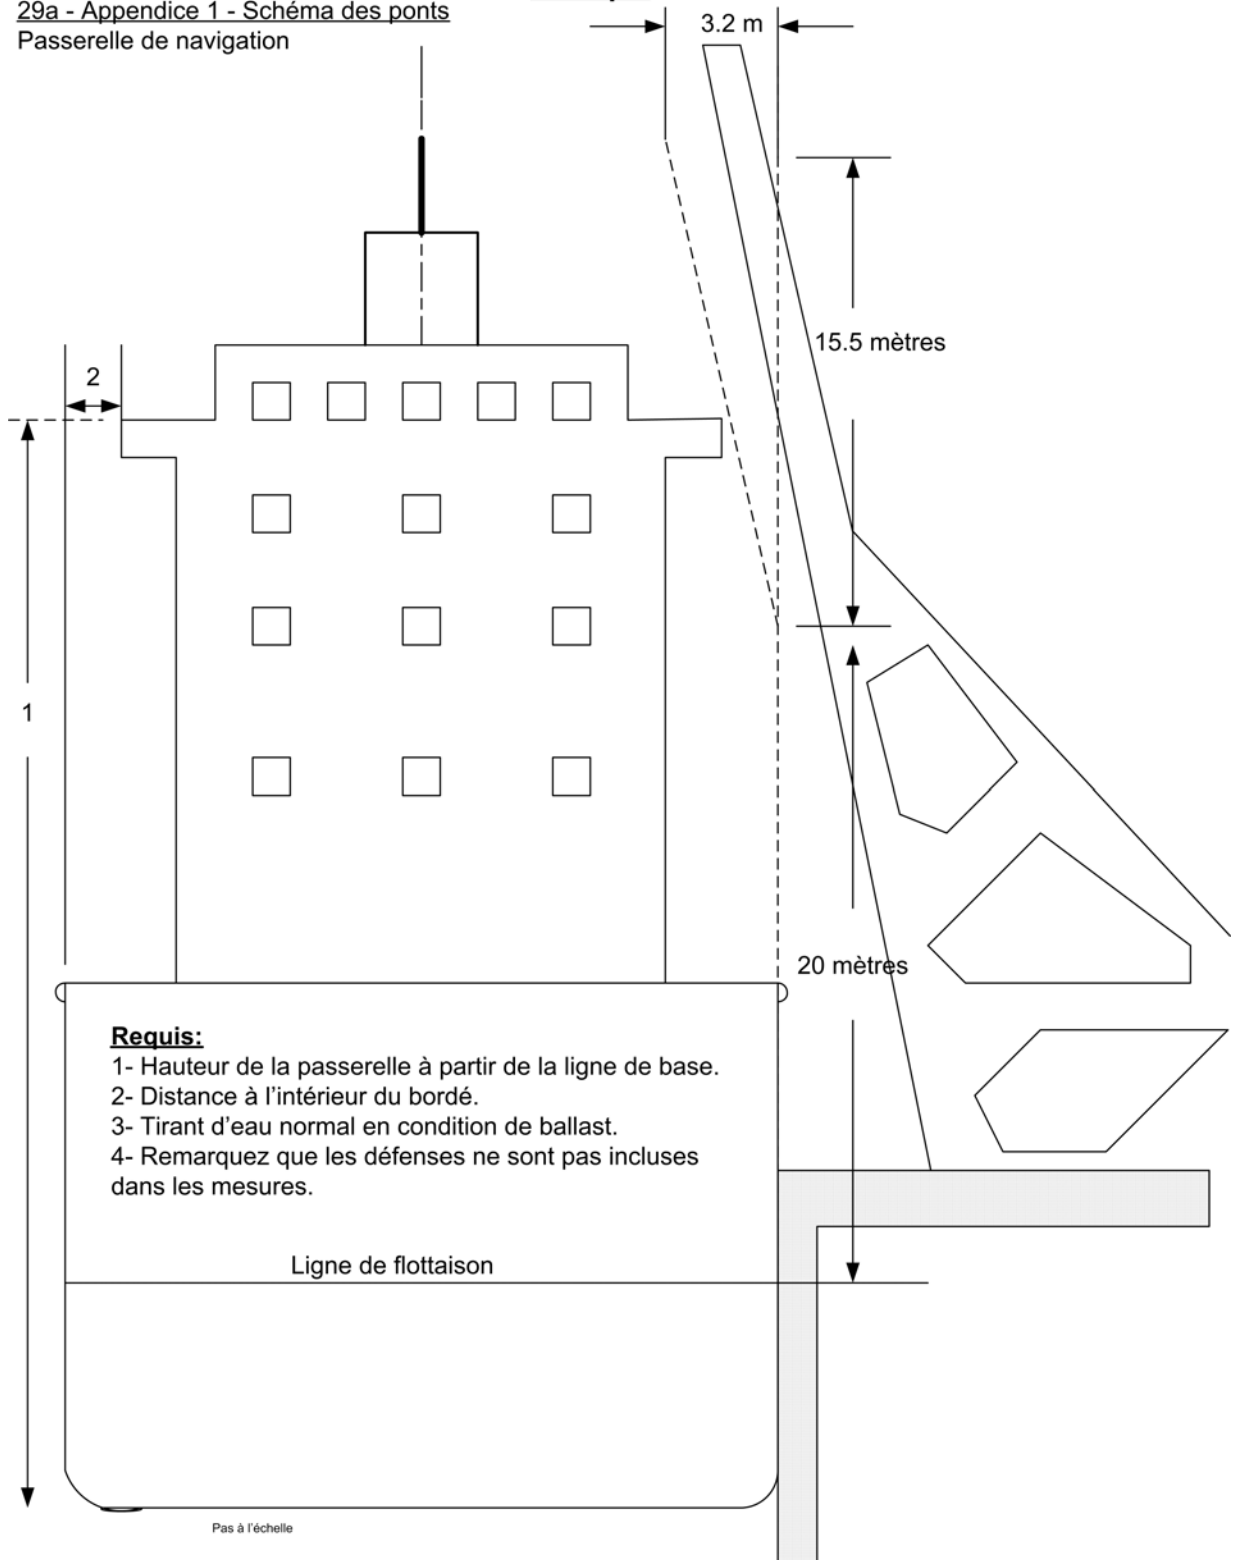 29a - Appendice 1 - Schéma des ponts
Passerelle de navigation
3.2 m
2
15.5 mètres
1
20 mètres
Requis:
1- Hauteur de la passerelle à partir de la ligne de base.
2- Distance à l'intérieur du bordé.
3- Tirant d'eau normal en condition de ballast.
4- Remarquez que les défenses ne sont pas incluses
dans les mesures.
Ligne de flottaison
Pas à l'échelle